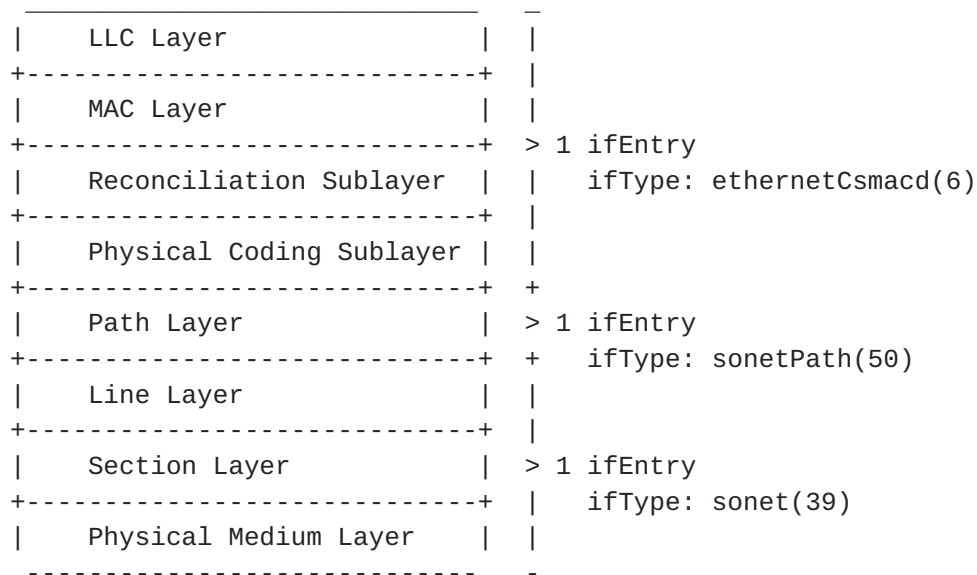 _____________________________   _
|    LLC Layer                |  |
+-----------------------------+  |
|    MAC Layer                |  |
+-----------------------------+  > 1 ifEntry
|    Reconciliation Sublayer  |  |   ifType: ethernetCsmacd(6)
+-----------------------------+  |
|    Physical Coding Sublayer |  |
+-----------------------------+  +
|    Path Layer               |  > 1 ifEntry
+-----------------------------+  +   ifType: sonetPath(50)
|    Line Layer               |  |
+-----------------------------+  |
|    Section Layer            |  > 1 ifEntry
+-----------------------------+  |   ifType: sonet(39)
|    Physical Medium Layer    |  |
 -----------------------------   -